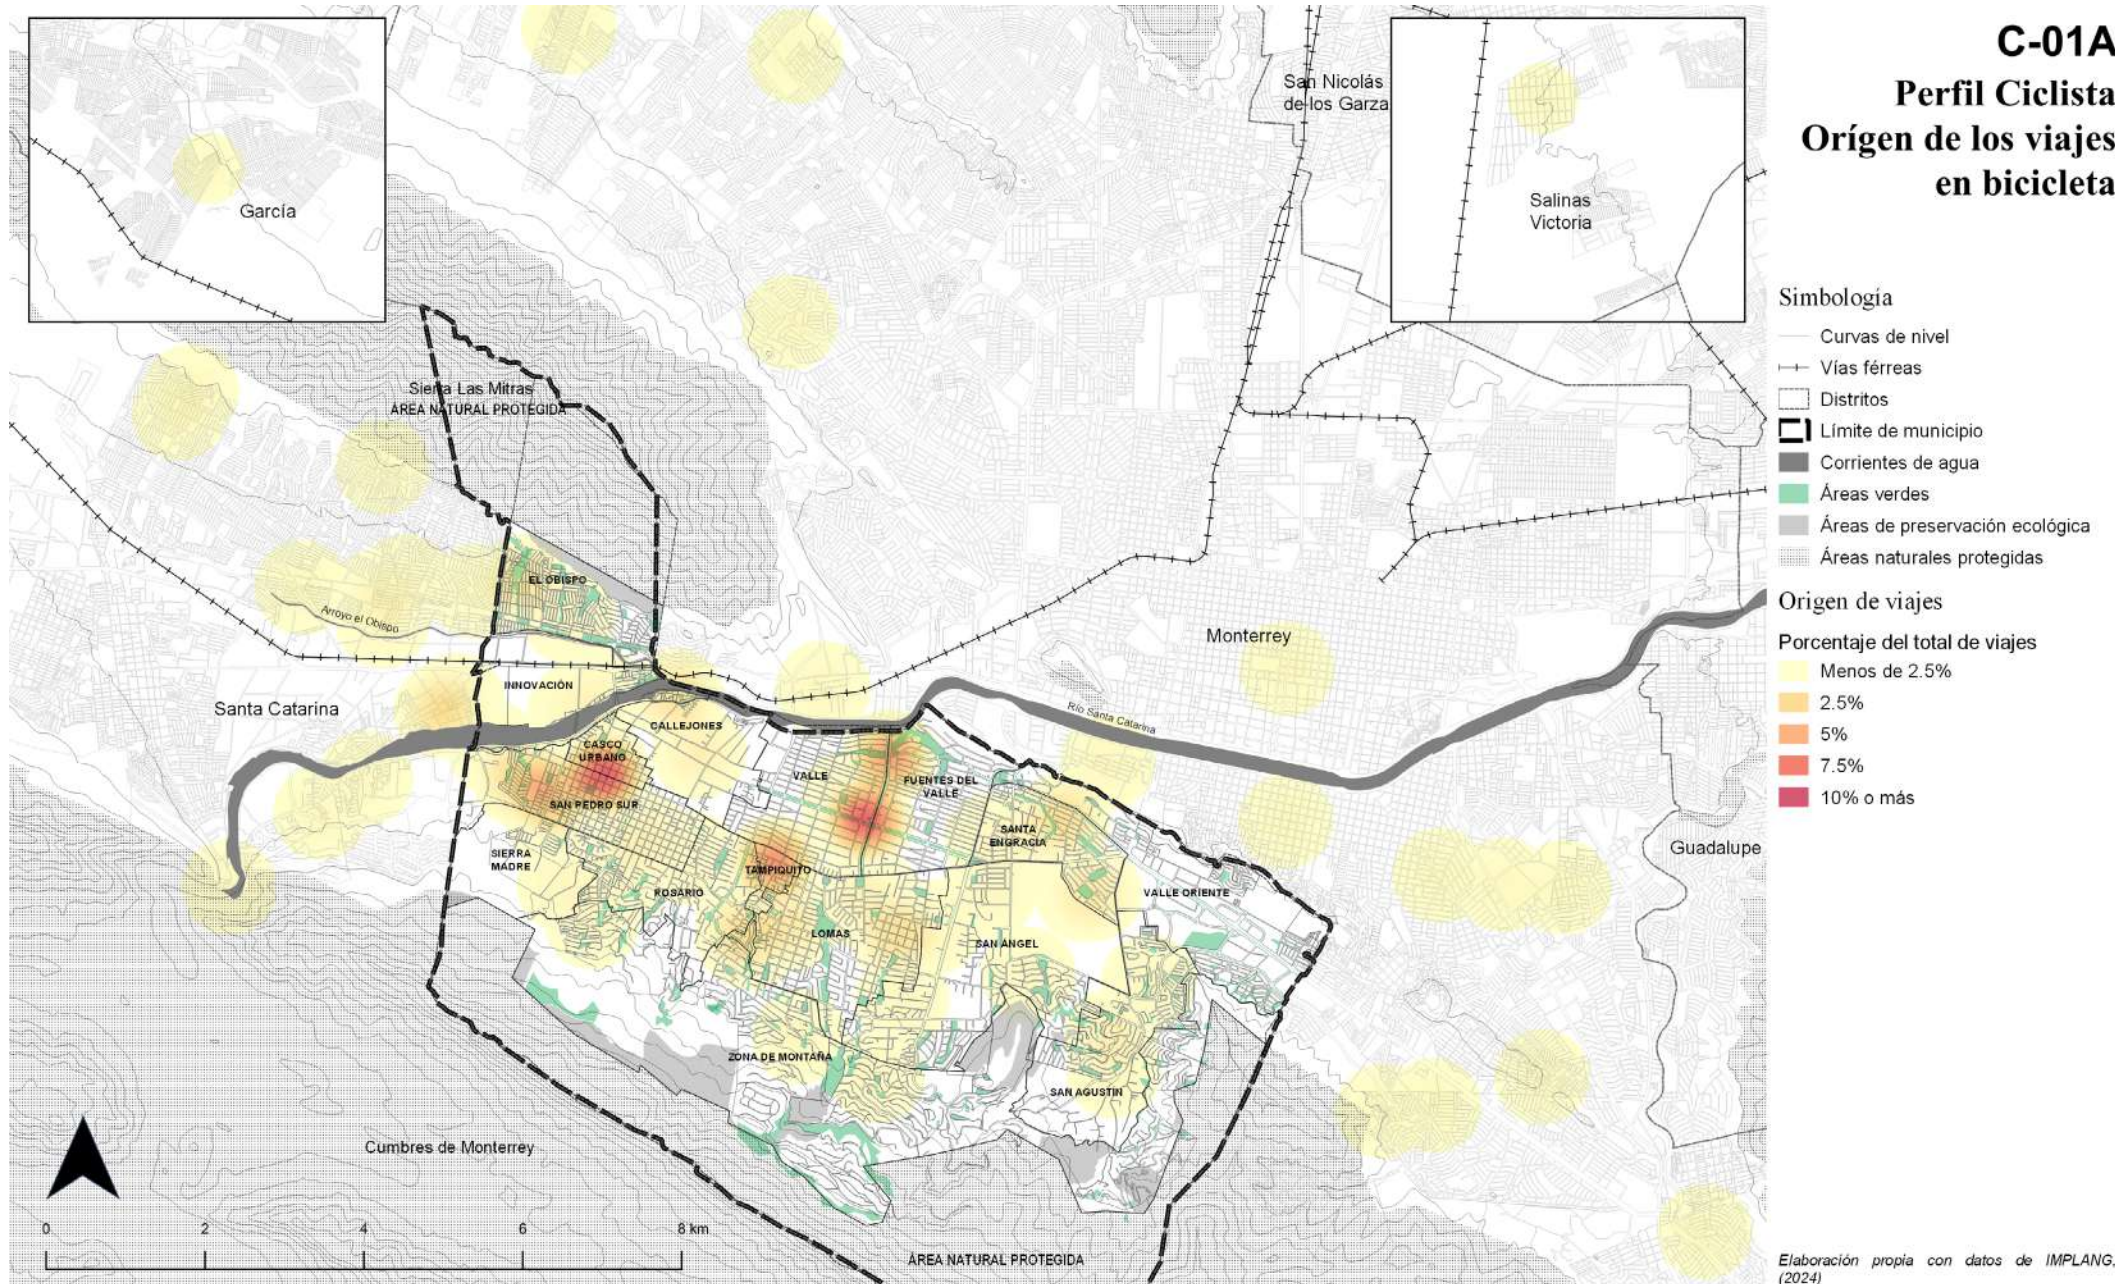 C-01A
Perfil Ciclista
Orígen de los viajes
en bicicleta
Simbología
Curvas de nivel
Vías férreas
Distritos
Límite de municipio
Corrientes de agua
Áreas verdes
Áreas de preservación ecológica
Áreas naturales protegidas
Origen de viajes
Porcentaje del total de viajes
Menos de 2.5%
2.5%
5%
7.5%
10% o más
García
San Nicolás
de los Garza
Salinas
Victoria
Sierra Las Mitras
ÁREA NATURAL PROTEGIDA
EL OBISPO
Arroyo el Obispo
Monterrey
INNOVACIÓN
Santa Catarina
CALLEJONES
Río Santa Catarina
CASCO
URBANO
VALLE
FUENTES DEL
VALLE
SAN PEDRO SUR
SANTA
ENGRACIA
Guadalupe
SIERRA
MADRE
TAMPIQUITO
ROSARIO
VALLE ORIENTE
LOMAS
SAN ANGEL
ZONA DE MONTAÑA
SAN AGUSTIN
Cumbres de Monterrey
0 2 4 6 8 km
ÁREA NATURAL PROTEGIDA
Elaboración propia con datos de IMPLANG,
(2024)